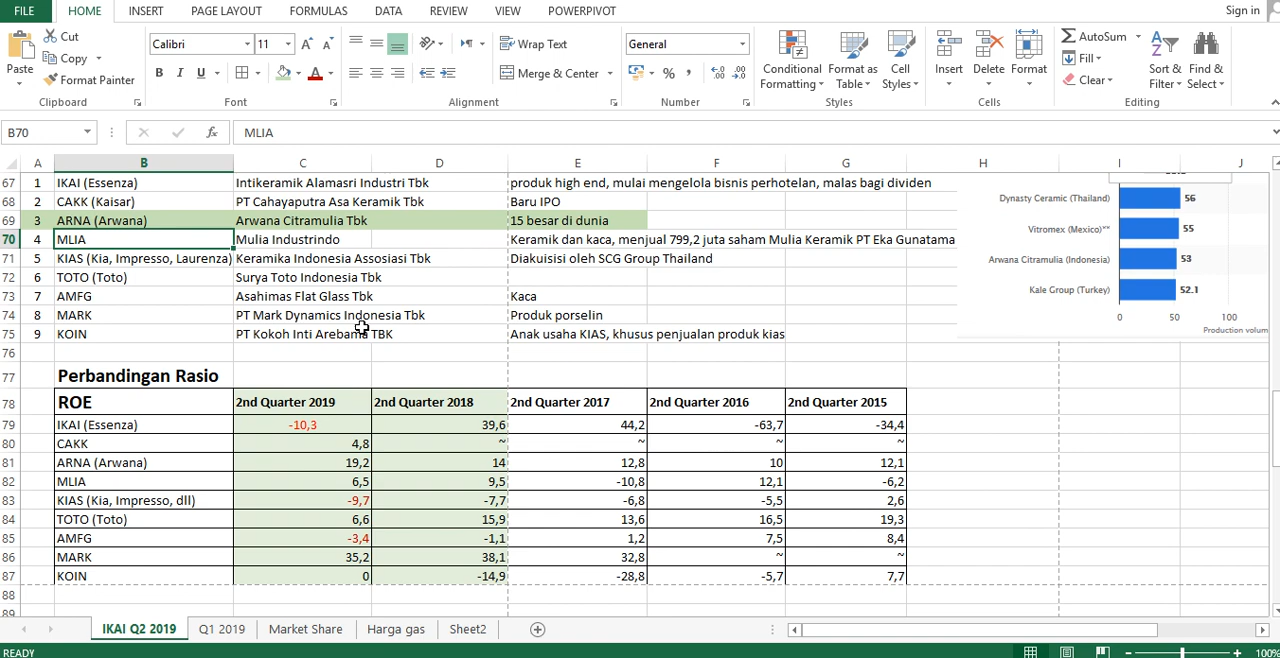 FILE HOME INSERT PAGE LAYOUT FORMULAS DATA REVIEW VIEW POWERPIVOT Sign in
Paste
Cut
Copy
Format Painter
Clipboard
Calibri 11
B I U
Font
Wrap Text
Merge & Center
Alignment
General
Number
Conditional Formatting
Format as Table
Cell Styles
Styles
Insert Delete Format
Cells
AutoSum
Fill
Clear
Sort & Filter
Find & Select
Editing
B70 fx MLIA
A B C D E F G H I J
67 1 IKAI (Essenza) Intikeramik Alamasri Industri Tbk produk high end, mulai mengelola bisnis perhotelan, malas bagi dividen
68 2 CAKK (Kaisar) PT Cahayaputra Asa Keramik Tbk Baru IPO
69 3 ARNA (Arwana) Arwana Citramulia Tbk 15 besar di dunia
70 4 MLIA Mulia Industrindo Keramik dan kaca, menjual 799,2 juta saham Mulia Keramik PT Eka Gunatama
71 5 KIAS (Kia, Impresso, Laurenza) Keramika Indonesia Assosiasi Tbk Diakuisisi oleh SCG Group Thailand
72 6 TOTO (Toto) Surya Toto Indonesia Tbk
73 7 AMFG Asahimas Flat Glass Tbk Kaca
74 8 MARK PT Mark Dynamics Indonesia Tbk Produk porselin
75 9 KOIN PT Kokoh Inti Arebama TBK Anak usaha KIAS, khusus penjualan produk kias
Dynasty Ceramic (Thailand) 56
Vitromex (Mexico)** 55
Arwana Citramulia (Indonesia) 53
Kale Group (Turkey) 52.1
0 50 100
Production volum
76
77 Perbandingan Rasio
78 ROE 2nd Quarter 2019 2nd Quarter 2018 2nd Quarter 2017 2nd Quarter 2016 2nd Quarter 2015
79 IKAI (Essenza) -10,3 39,6 44,2 -63,7 -34,4
80 CAKK 4,8 ~ ~ ~ ~
81 ARNA (Arwana) 19,2 14 12,8 10 12,1
82 MLIA 6,5 9,5 -10,8 12,1 -6,2
83 KIAS (Kia, Impresso, dll) -9,7 -7,7 -6,8 -5,5 2,6
84 TOTO (Toto) 6,6 15,9 13,6 16,5 19,3
85 AMFG -3,4 -1,1 1,2 7,5 8,4
86 MARK 35,2 38,1 32,8 ~ ~
87 KOIN 0 -14,9 -28,8 -5,7 7,7
88
89
IKAI Q2 2019 Q1 2019 Market Share Harga gas Sheet2
READY 100%